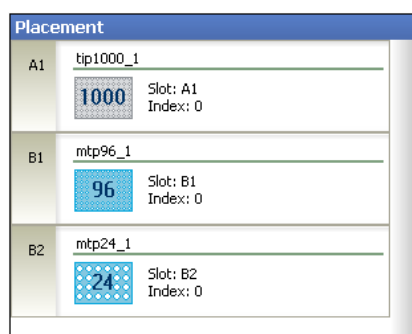 Placement
A1
tip1000_1
1000
Slot: A1
Index: 0
B1
mtp96_1
96
Slot: B1
Index: 0
B2
mtp24_1
24
Slot: B2
Index: 0